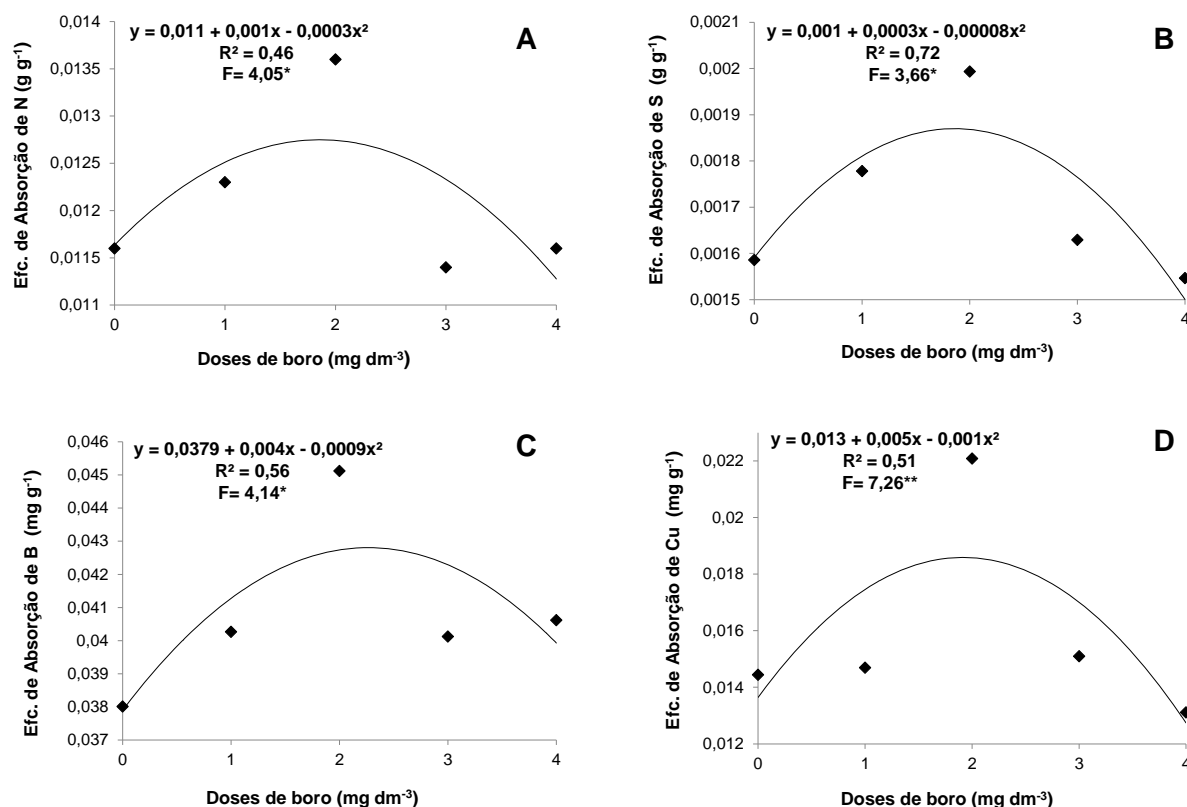 y = 0,011 + 0,001x - 0,0003x²
R² = 0,46
F= 4,05*
A
Efc. de Absorção de N (g g⁻¹)
0,014
0,0135
0,013
0,0125
0,012
0,0115
0,011
0 1 2 3 4
Doses de boro (mg dm⁻³)
y = 0,001 + 0,0003x - 0,00008x²
R² = 0,72
F= 3,66*
B
Efc. de Absorção de S (g g⁻¹)
0,0021
0,002
0,0019
0,0018
0,0017
0,0016
0,0015
0 1 2 3 4
Doses de boro (mg dm⁻³)
y = 0,0379 + 0,004x - 0,0009x²
R² = 0,56
F= 4,14*
C
Efc. de Absorção de B (mg g⁻¹)
0,046
0,045
0,044
0,043
0,042
0,041
0,04
0,039
0,038
0,037
0 1 2 3 4
Doses de boro (mg dm⁻³)
y = 0,013 + 0,005x - 0,001x²
R² = 0,51
F= 7,26**
D
Efc. de Absorção de Cu (mg g⁻¹)
0,022
0,02
0,018
0,016
0,014
0,012
0 1 2 3 4
Doses de boro (mg dm⁻³)